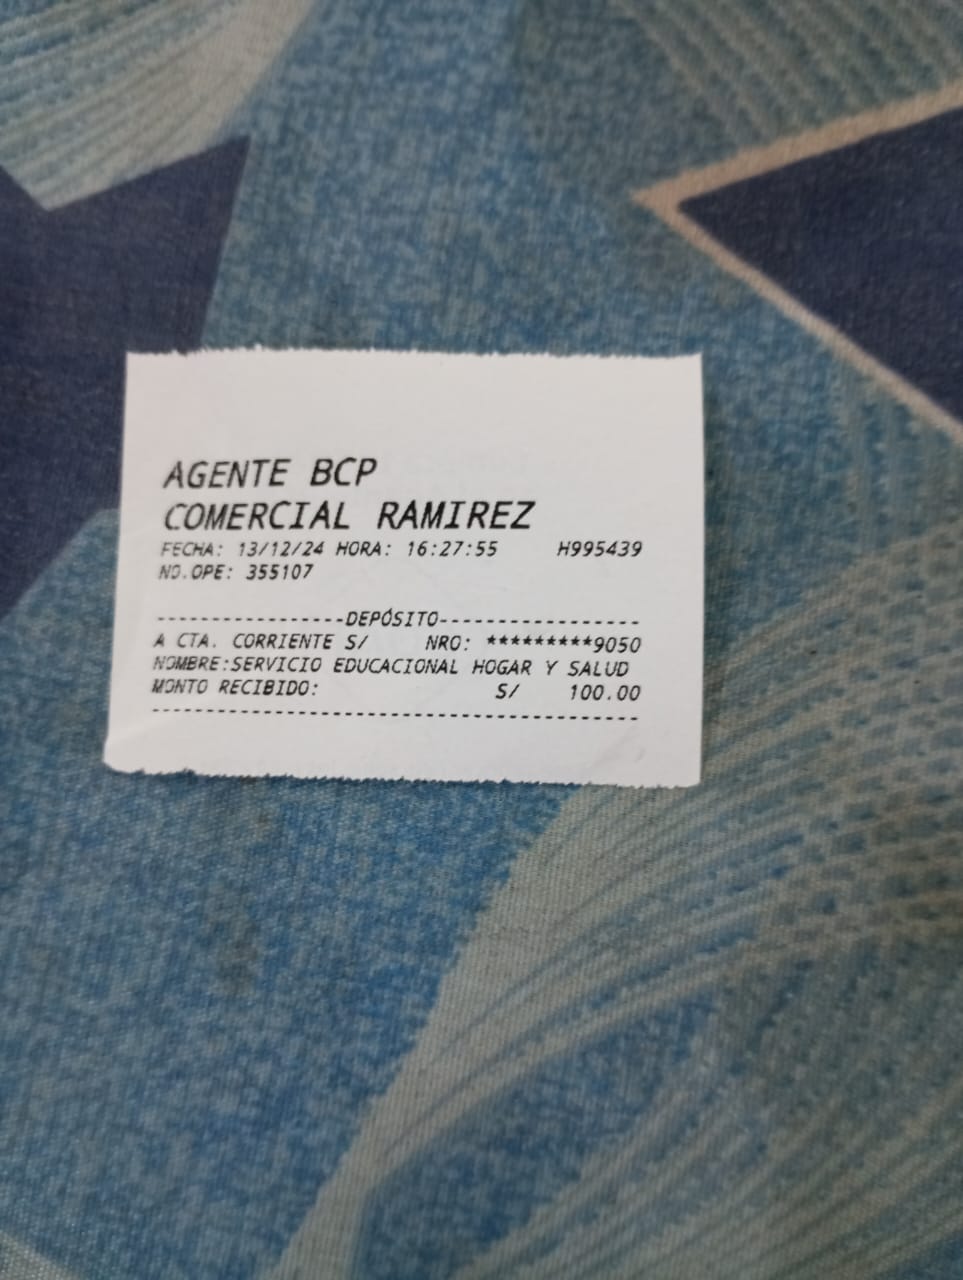 AGENTE BCP
COMERCIAL RAMIREZ
FECHA: 13/12/24 HORA: 16:27:55 H995439
NO.OPE: 355107
-----------------DEPÓSITO------------------
A CTA. CORRIENTE S/ NRO: *********9050
NOMBRE:SERVICIO EDUCACIONAL HOGAR Y SALUD
MONTO RECIBIDO: S/ 100.00
--------------------------------------------